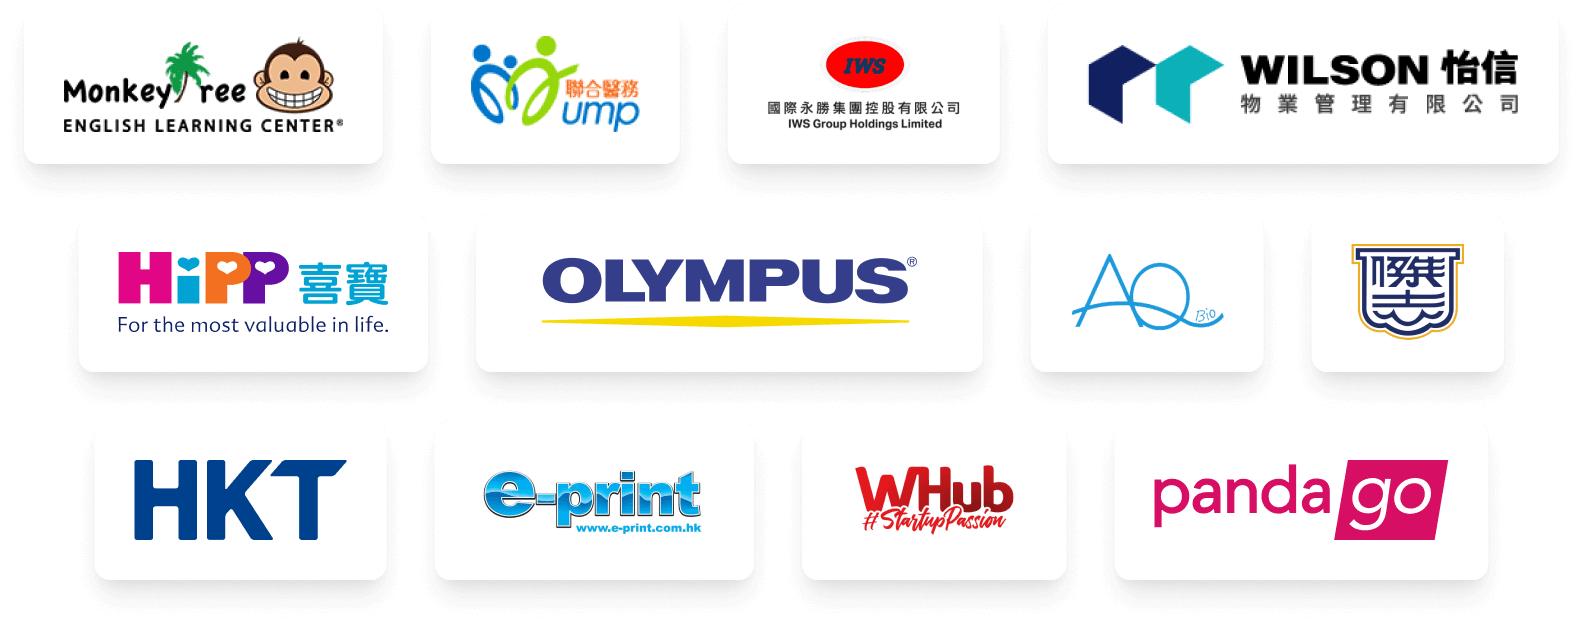 Monkey Tree
ENGLISH LEARNING CENTER®
聯合醫務
ump
IWS
國際永勝集團控股有限公司
IWS Group Holdings Limited
WILSON 怡信
物業管理有限公司
HiPP 喜寶
For the most valuable in life.
OLYMPUS®
AQ
Bio
傑志
HKT
e-print
www.e-print.com.hk
WHub
#StartupPassion
panda go